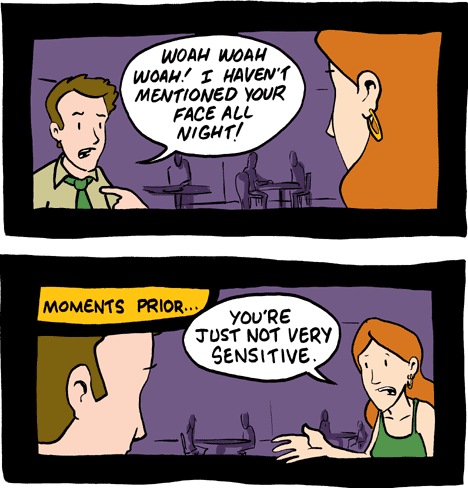 WOAH WOAH
WOAH! I HAVEN'T
MENTIONED YOUR
FACE ALL
NIGHT!
MOMENTS PRIOR...
YOU'RE
JUST NOT VERY
SENSITIVE.